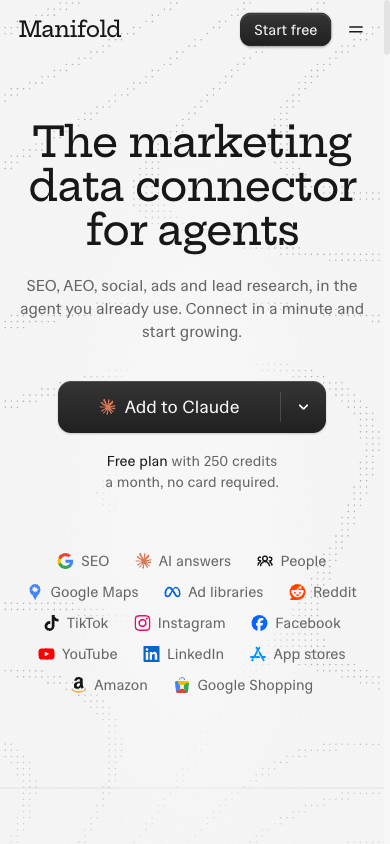 Manifold
Start free
The marketing
data connector
for agents
SEO, AEO, social, ads and lead research, in the
agent you already use. Connect in a minute and
start growing.
Add to Claude
Free plan with 250 credits
a month, no card required.
SEO AI answers People
Google Maps Ad libraries Reddit
TikTok Instagram Facebook
YouTube LinkedIn App stores
Amazon Google Shopping